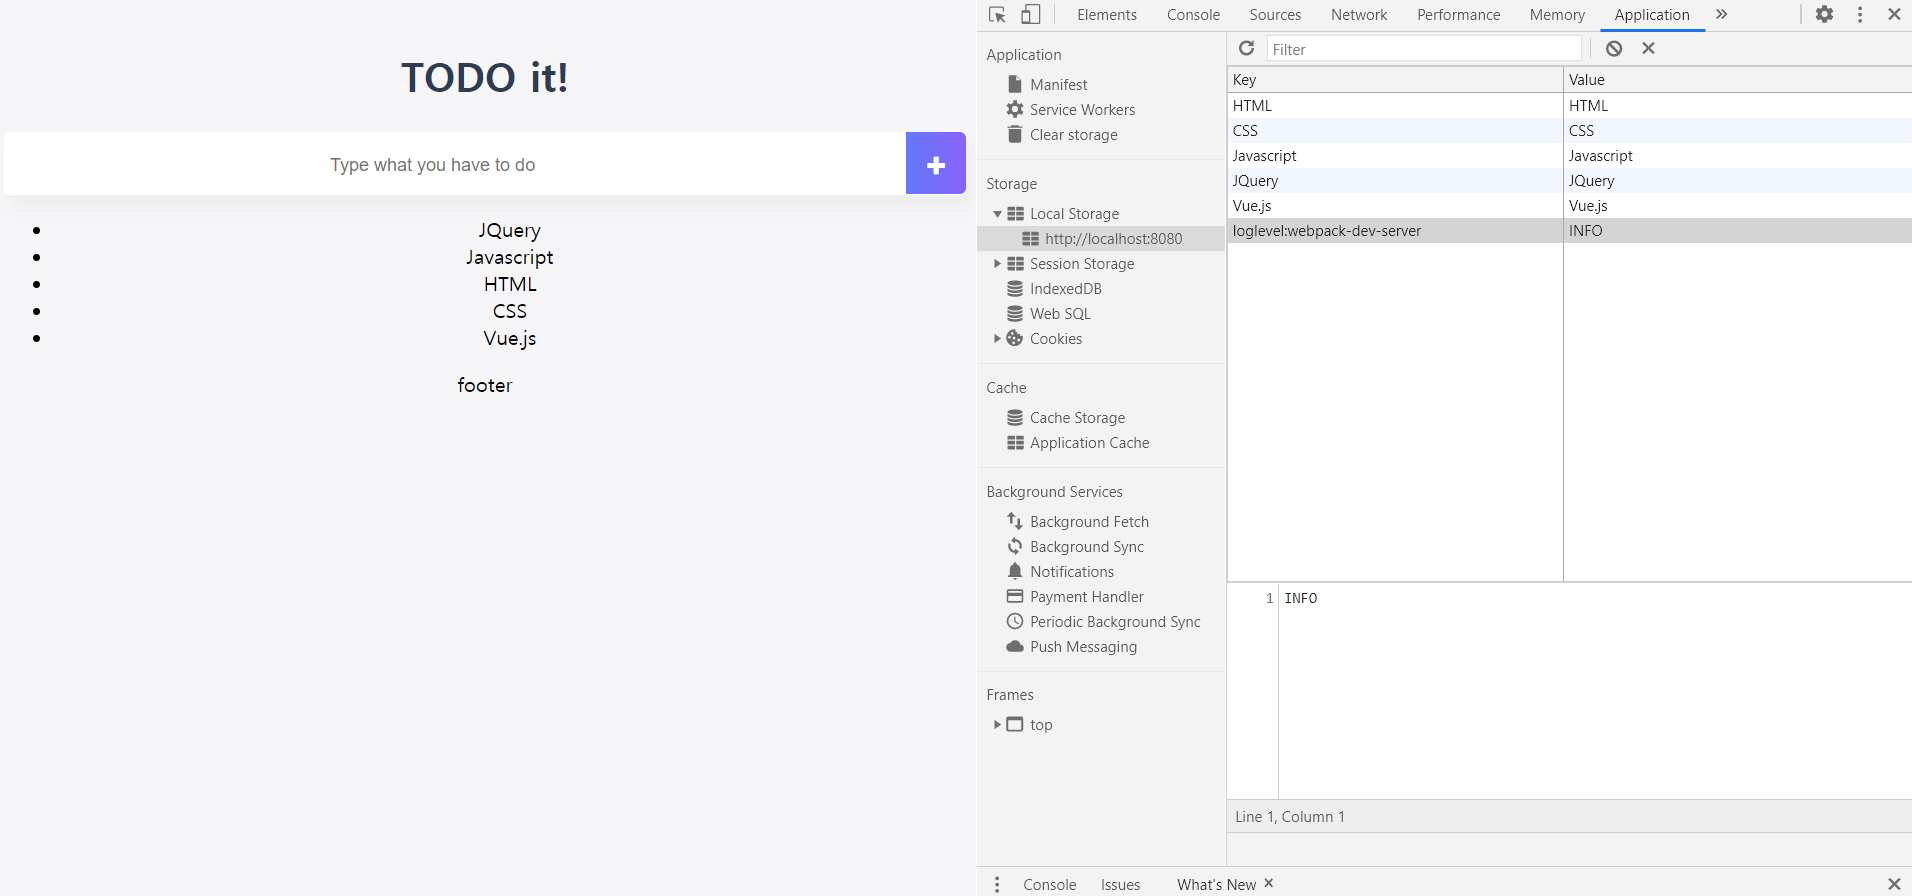 TODO it!
Type what you have to do
JQuery
Javascript
HTML
CSS
Vue.js
footer
Elements Console Sources Network Performance Memory Application
Application
Manifest
Service Workers
Clear storage
Storage
Local Storage
http://localhost:8080
Session Storage
IndexedDB
Web SQL
Cookies
Cache
Cache Storage
Application Cache
Background Services
Background Fetch
Background Sync
Notifications
Payment Handler
Periodic Background Sync
Push Messaging
Frames
top
Filter
Key Value
HTML HTML
CSS CSS
Javascript Javascript
JQuery JQuery
Vue.js Vue.js
loglevel:webpack-dev-server INFO
1 INFO
Line 1, Column 1
Console Issues What's New